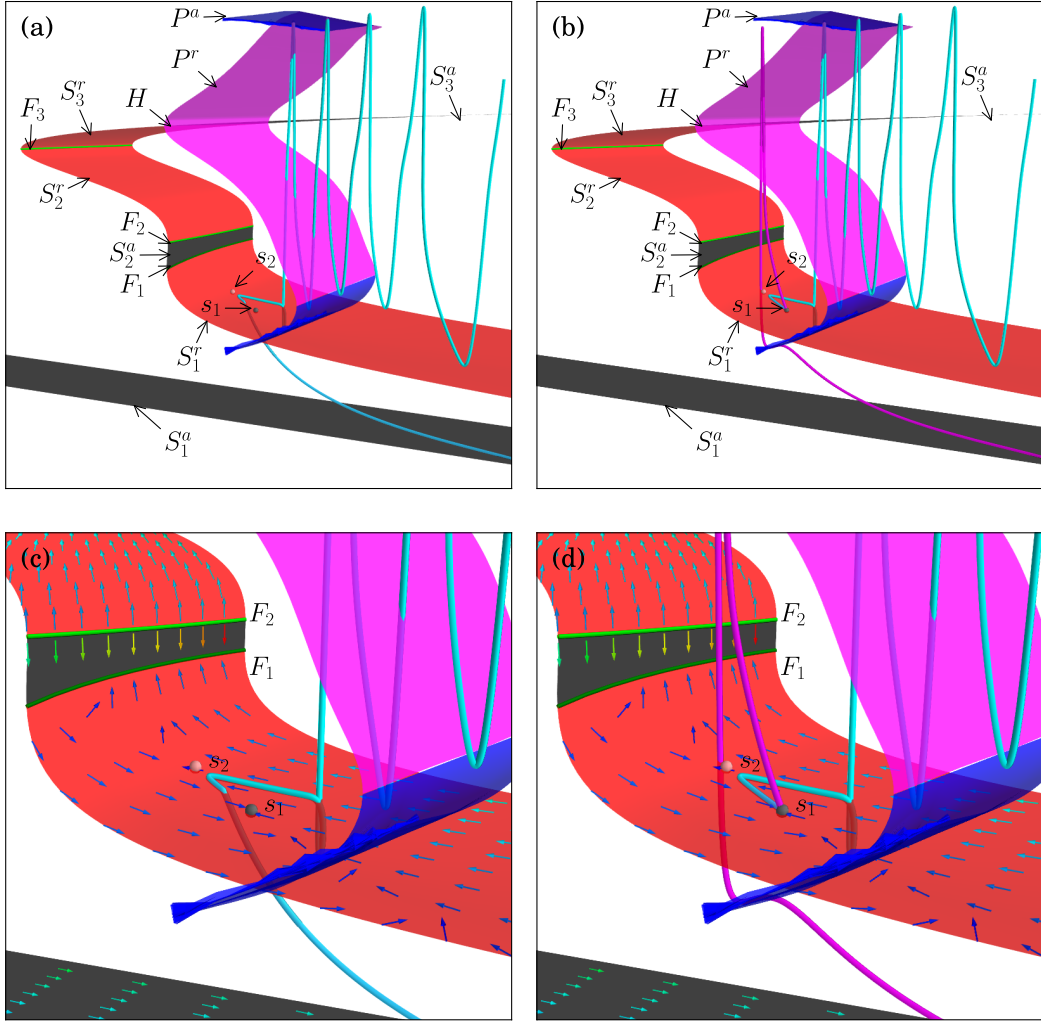 (a)
P^a
P^r
S_3^r
F_3
H
S_3^a
S_2^r
F_2
S_2^a
F_1
s_2
s_1
S_1^r
S_1^a
(b)
P^a
P^r
S_3^r
F_3
H
S_3^a
S_2^r
F_2
S_2^a
F_1
s_2
s_1
S_1^r
S_1^a
(c)
F_2
F_1
s_2
s_1
(d)
F_2
F_1
s_2
s_1